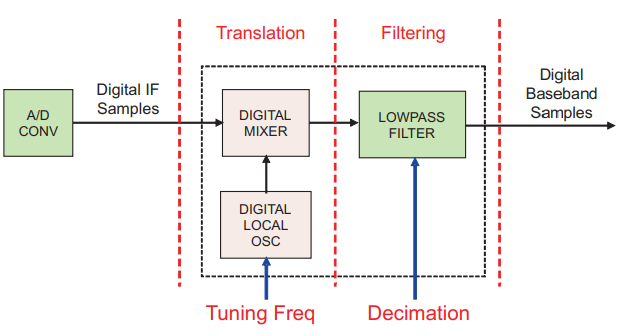 Translation
Filtering
Digital IF
Samples
Digital
Baseband
Samples
A/D
CONV
DIGITAL
MIXER
LOWPASS
FILTER
DIGITAL
LOCAL
OSC
Tuning Freq
Decimation